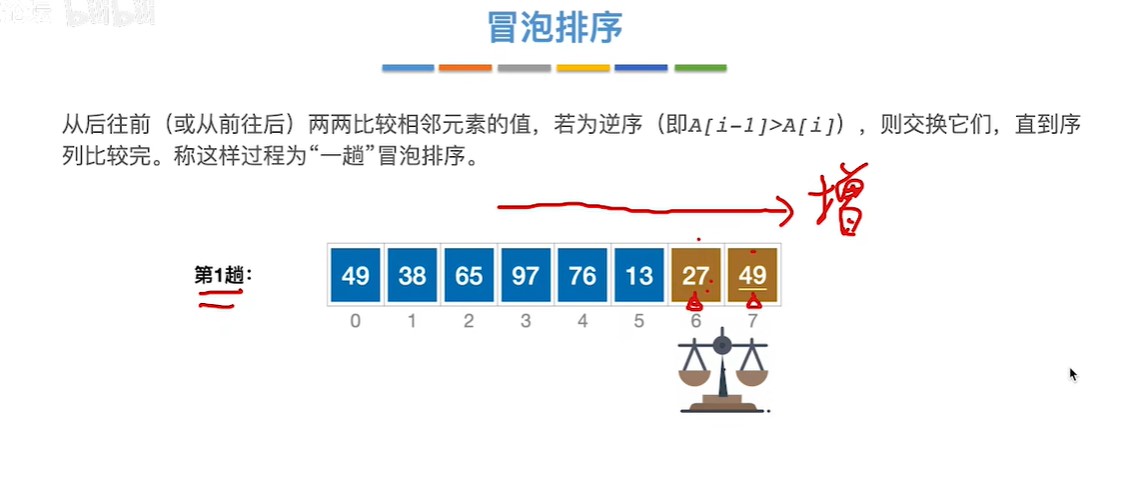 论坛 bilibili
冒泡排序
从后往前（或从前往后）两两比较相邻元素的值，若为逆序（即A[i-1]>A[i]），则交换它们，直到序
列比较完。称这样过程为“一趟”冒泡排序。
增
第1趟： 49 38 65 97 76 13 27 49
0 1 2 3 4 5 6 7